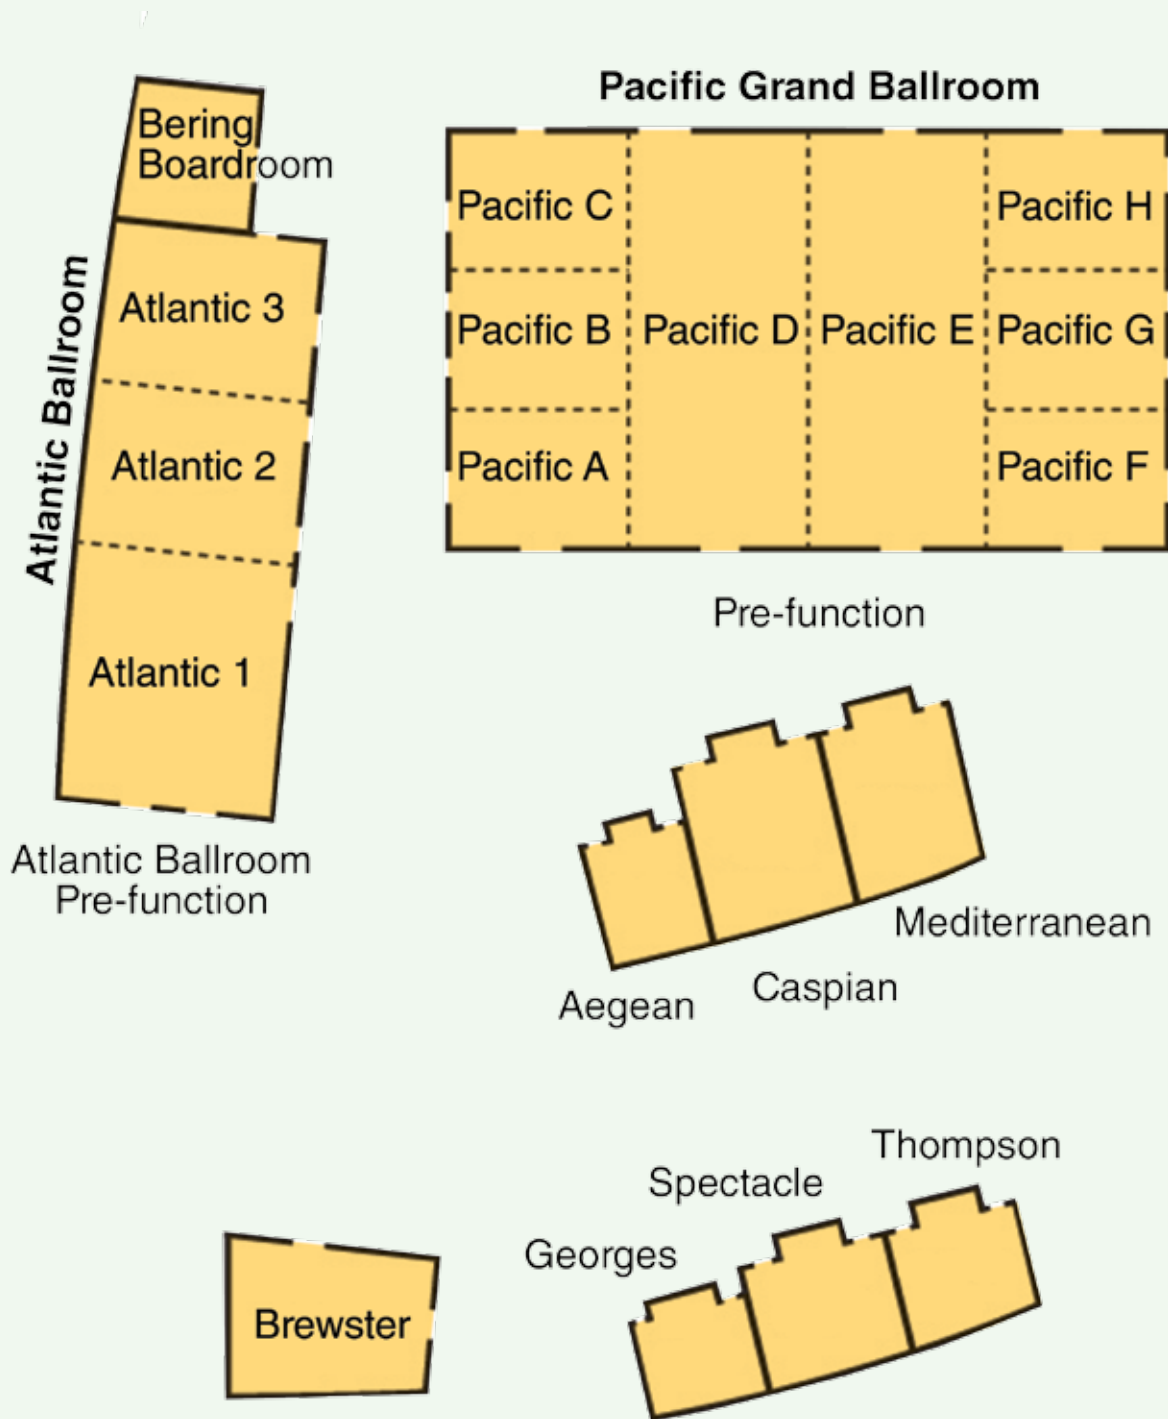 Pacific Grand Ballroom
Bering
Boardroom
Atlantic Ballroom
Atlantic 3
Atlantic 2
Atlantic 1
Atlantic Ballroom
Pre-function
Pacific C
Pacific H
Pacific B
Pacific D
Pacific E
Pacific G
Pacific A
Pacific F
Pre-function
Mediterranean
Caspian
Aegean
Thompson
Spectacle
Georges
Brewster